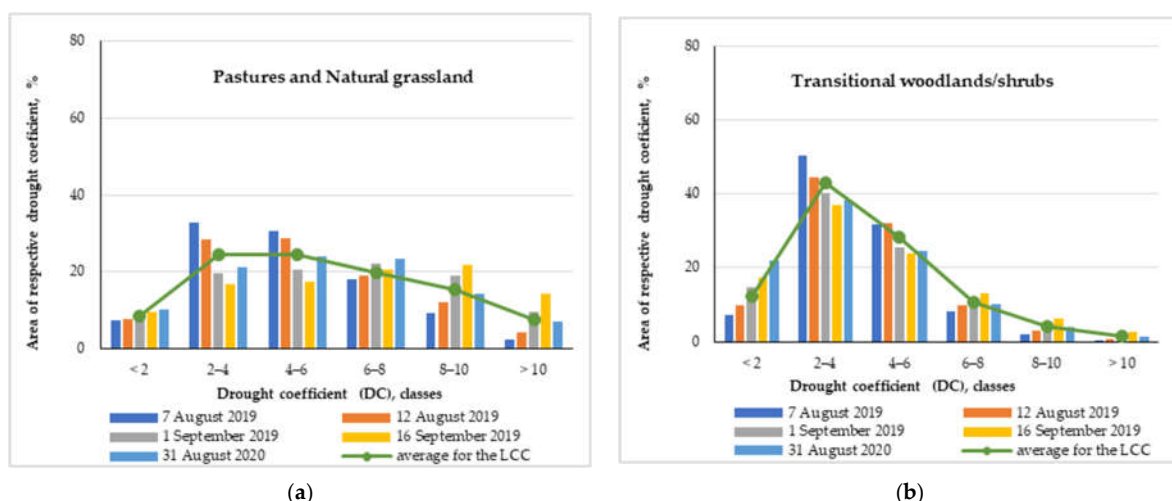 Pastures and Natural grassland
Area of respective drought coeficient, %
80
60
40
20
0
< 2
2–4
4–6
6–8
8–10
> 10
Drought coefficient (DC), classes
7 August 2019
12 August 2019
1 September 2019
16 September 2019
31 August 2020
average for the LCC
(a)
Transitional woodlands/shrubs
Area of respective drought coeficient, %
80
60
40
20
0
< 2
2–4
4–6
6–8
8–10
> 10
Drought coefficient (DC), classes
7 August 2019
12 August 2019
1 September 2019
16 September 2019
31 August 2020
average for the LCC
(b)